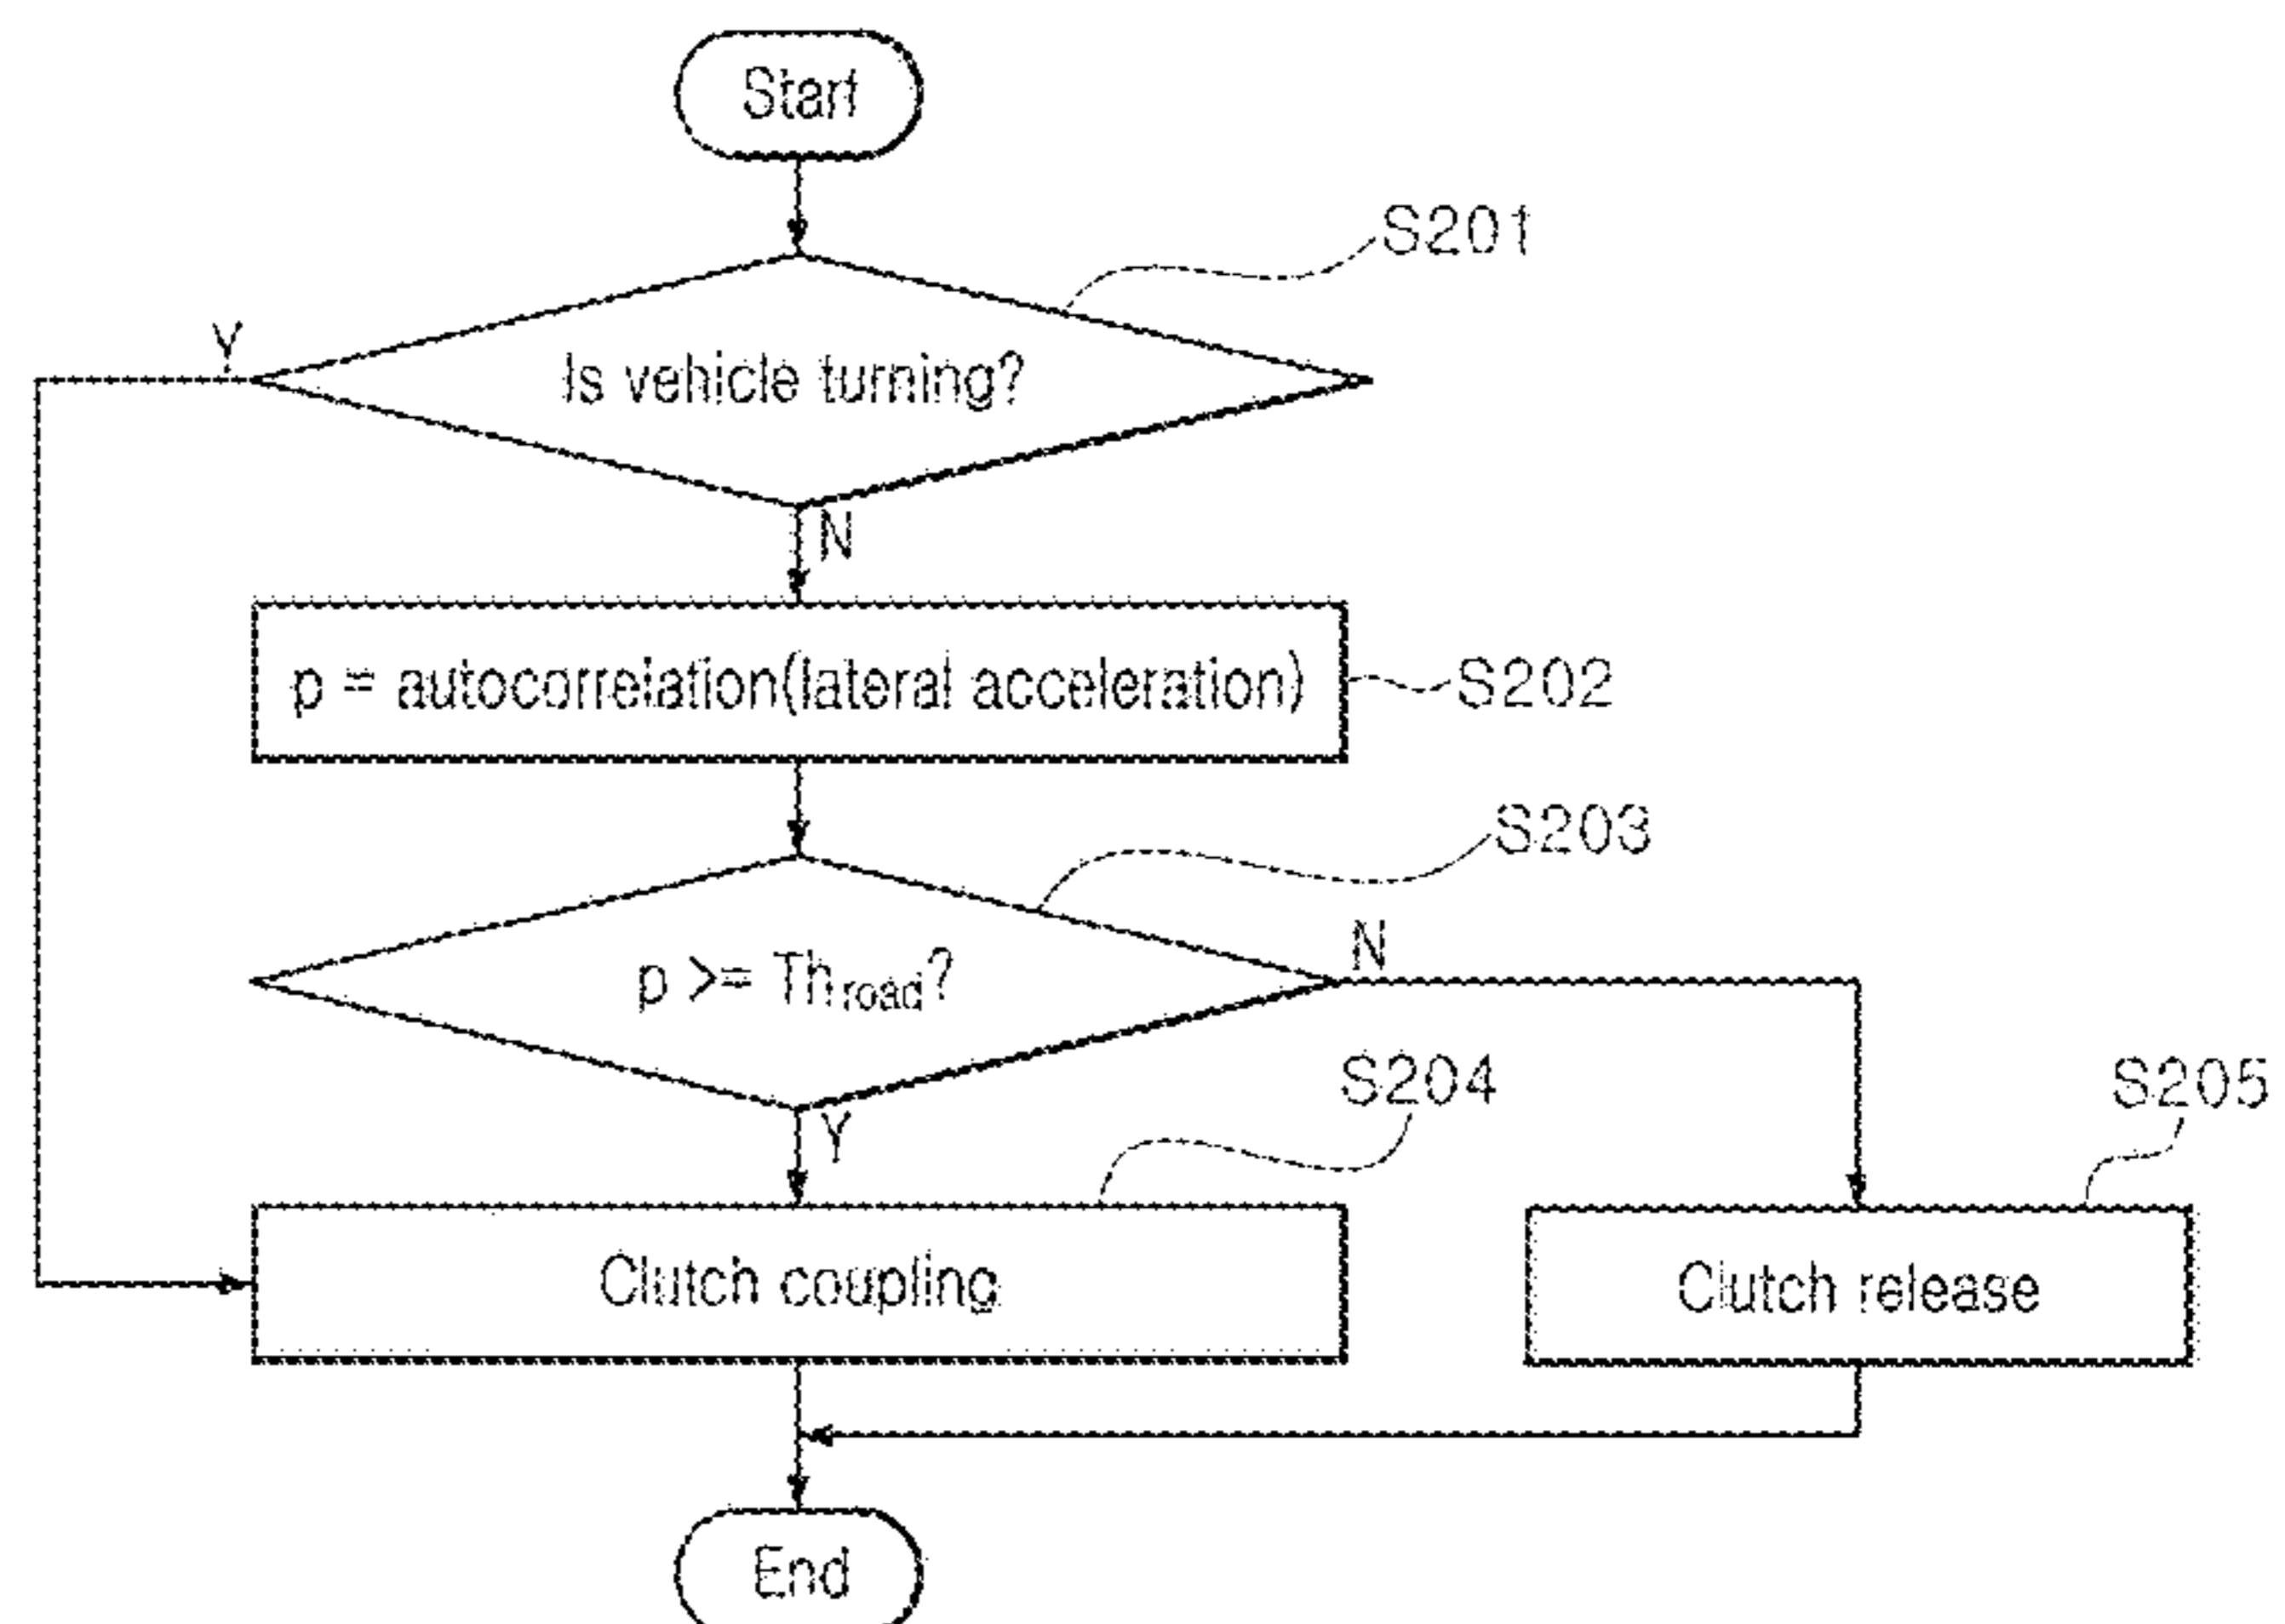 Start
S201
Y
Is vehicle turning?
N
p = autocorrelation(lateral acceleration)
S202
S203
N
p >= Throad?
S204
S205
Y
Clutch coupling
Clutch release
End